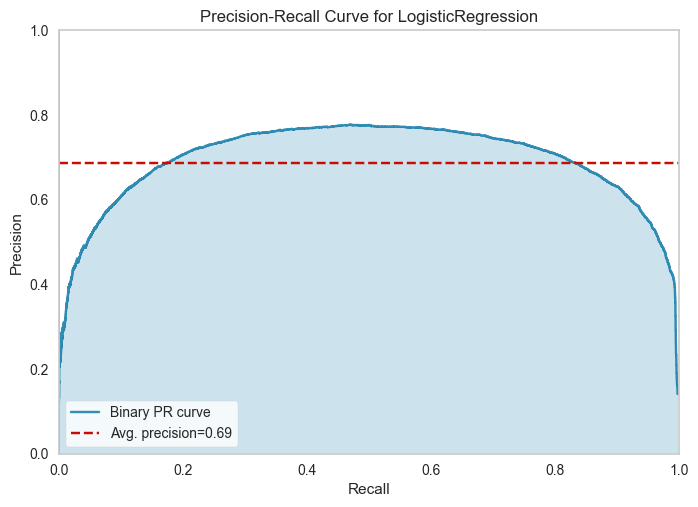 Precision-Recall Curve for LogisticRegression
1.0
0.8
0.6
0.4
0.2
0.0
Precision
Binary PR curve
Avg. precision=0.69
0.0 0.2 0.4 0.6 0.8 1.0
Recall